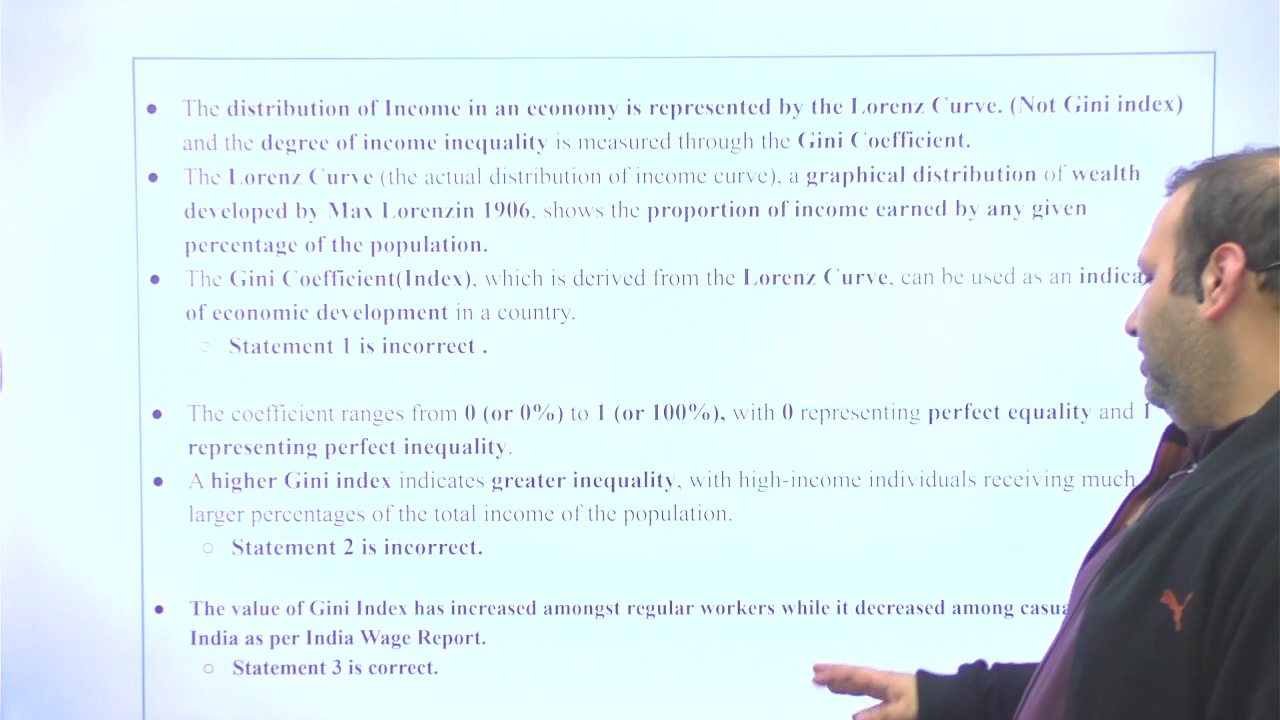 The distribution of Income in an economy is represented by the Lorenz Curve. (Not Gini index)
and the degree of income inequality is measured through the Gini Coefficient.
The Lorenz Curve (the actual distribution of income curve), a graphical distribution of wealth
developed by Max Lorenzin 1906, shows the proportion of income earned by any given
percentage of the population.
The Gini Coefficient(Index), which is derived from the Lorenz Curve, can be used as an
of economic development in a country.
Statement 1 is incorrect .
The coefficient ranges from 0 (or 0%) to 1 (or 100%), with 0 representing perfect equality and 1
representing perfect inequality.
A higher Gini index indicates greater inequality, with high-income individuals receiving much
larger percentages of the total income of the population.
Statement 2 is incorrect.
The value of Gini Index has increased amongst regular workers while it decreased among
India as per India Wage Report.
Statement 3 is correct.